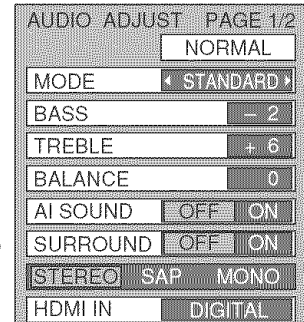 AUDIO ADJUST PAGE 1/2
NORMAL
MODE STANDARD
BASS – 2
TREBLE + 6
BALANCE 0
AI SOUND OFF ON
SURROUND OFF ON
STEREO SAP MONO
HDMI IN DIGITAL